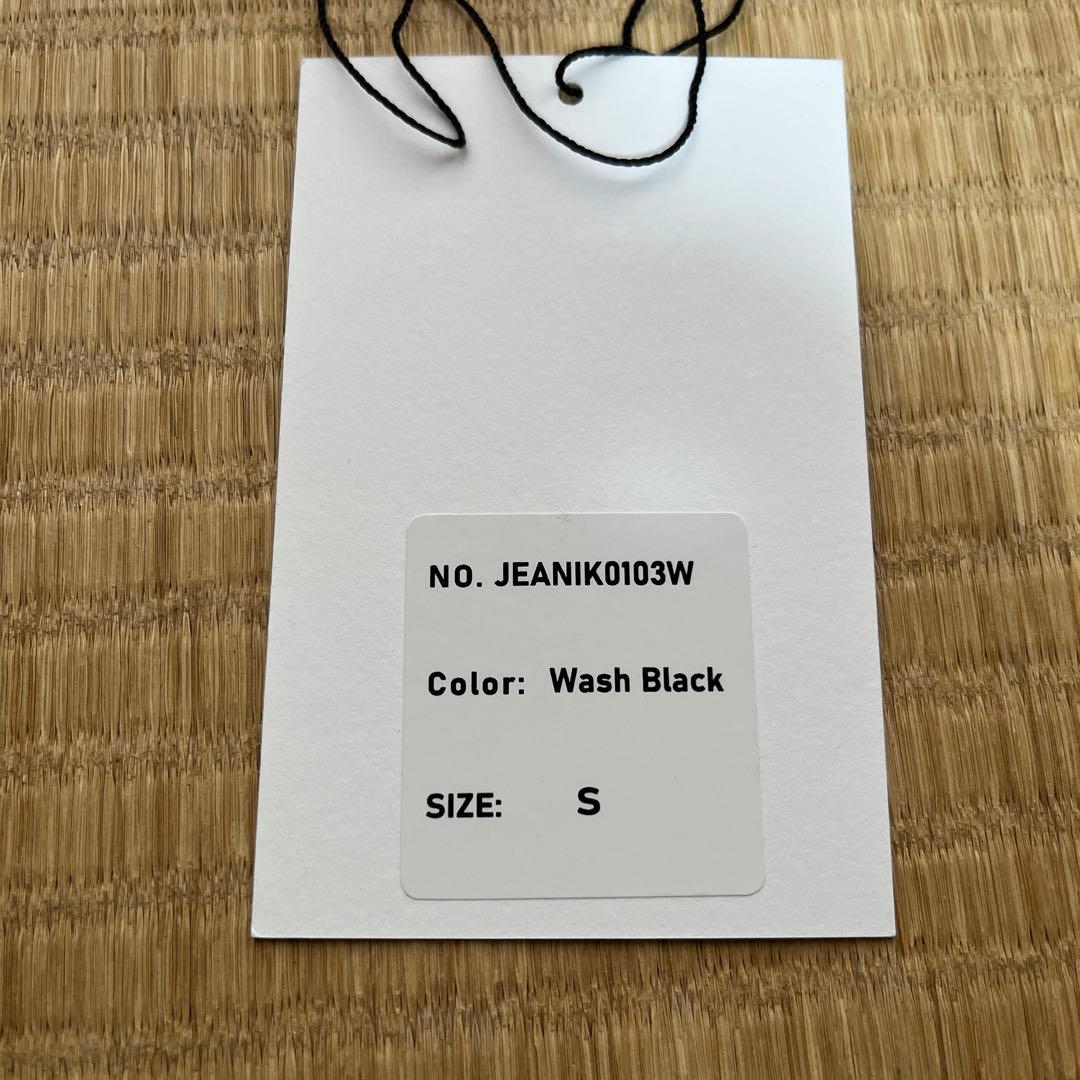 NO. JEANIK0103W
Color: Wash Black
SIZE: S